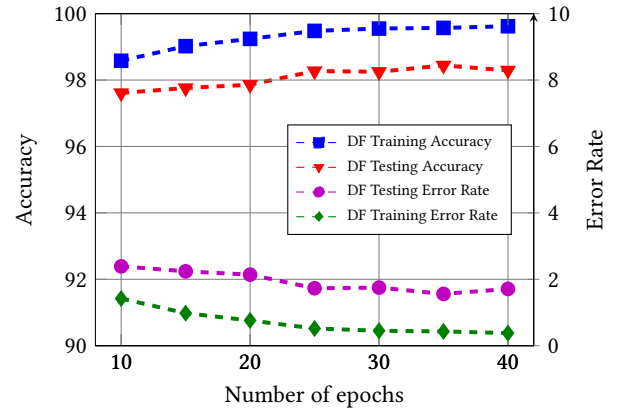 100
98
96
94
92
90
Accuracy
10
8
6
4
2
0
Error Rate
DF Training Accuracy
DF Testing Accuracy
DF Testing Error Rate
DF Training Error Rate
10 20 30 40
Number of epochs